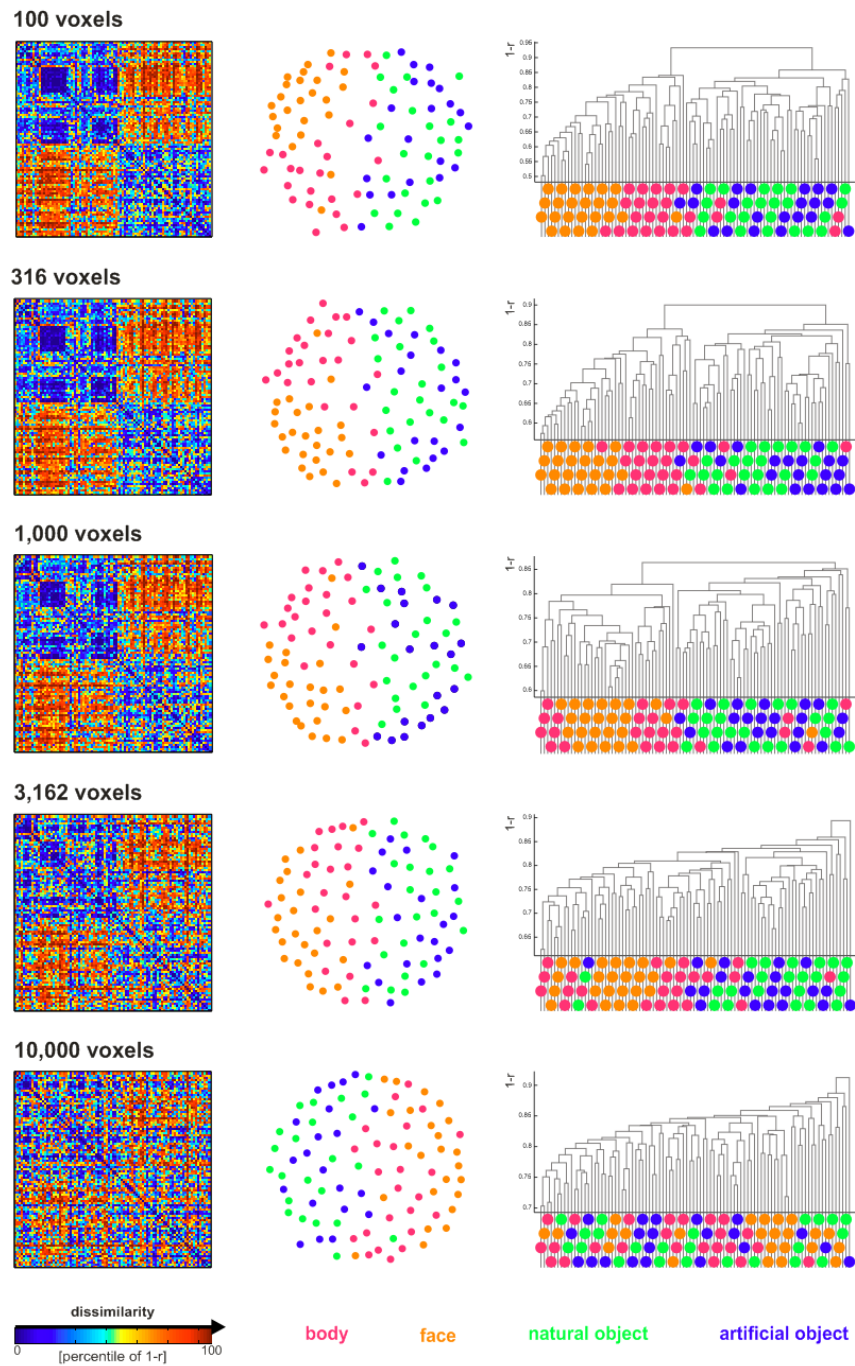 100 voxels
1-r
0.95
0.9
0.85
0.8
0.75
0.7
0.65
0.6
0.55
0.5
316 voxels
1-r
0.9
0.85
0.8
0.75
0.7
0.65
0.6
1,000 voxels
1-r
0.85
0.8
0.75
0.7
0.65
0.6
3,162 voxels
1-r
0.9
0.85
0.8
0.75
0.7
0.65
10,000 voxels
1-r
0.9
0.85
0.8
0.75
0.7
dissimilarity
0 [percentile of 1-r] 100
body face natural object artificial object